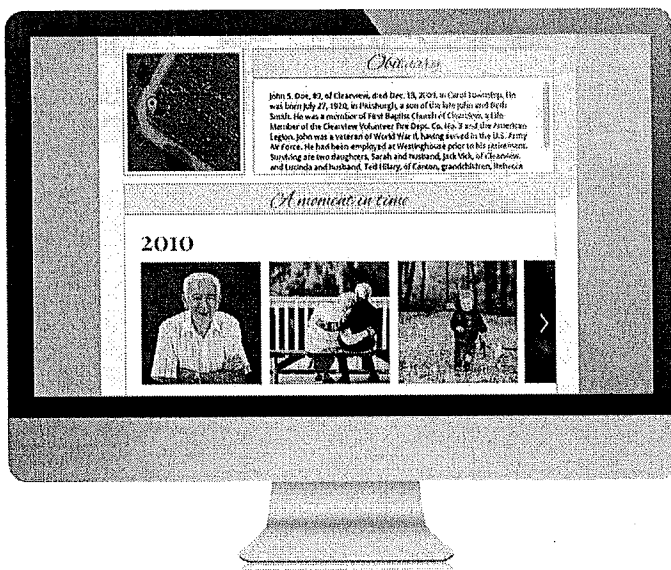 Obituary
John S. Doe, 89, of Clearview, died Dec. 13, 2009, in Carol Township. He
was born July 27, 1920, in Pittsburgh, a son of the late John and Beth
Smith. He was a member of First Baptist Church of Clearview, a Life
Member of the Clearview Volunteer Fire Dept. Co. No. 3 and the American
Legion. John was a veteran of World War II, having served in the U.S. Army
Air Force. He had been employed at Westinghouse prior to his retirement.
Surviving are two daughters, Sarah and husband, Jack Vick, of Clearview,
and Lucinda and husband, Ted Hilary, of Canton, grandchildren, Rebecca
A moment in time
2010